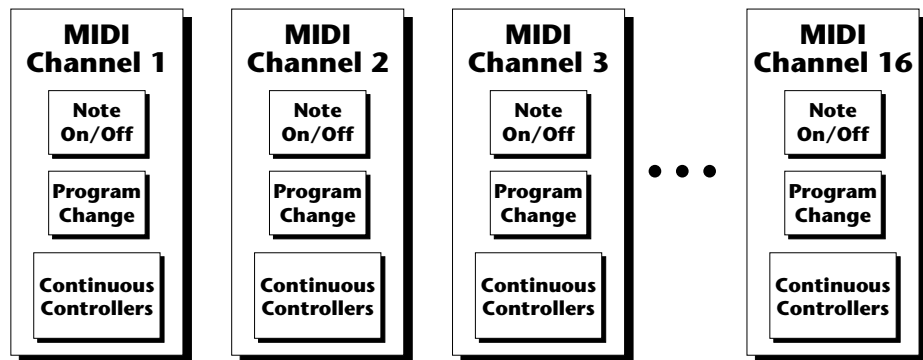 MIDI
Channel 1
Note
On/Off
Program
Change
Continuous
Controllers
MIDI
Channel 2
Note
On/Off
Program
Change
Continuous
Controllers
MIDI
Channel 3
Note
On/Off
Program
Change
Continuous
Controllers
MIDI
Channel 16
Note
On/Off
Program
Change
Continuous
Controllers